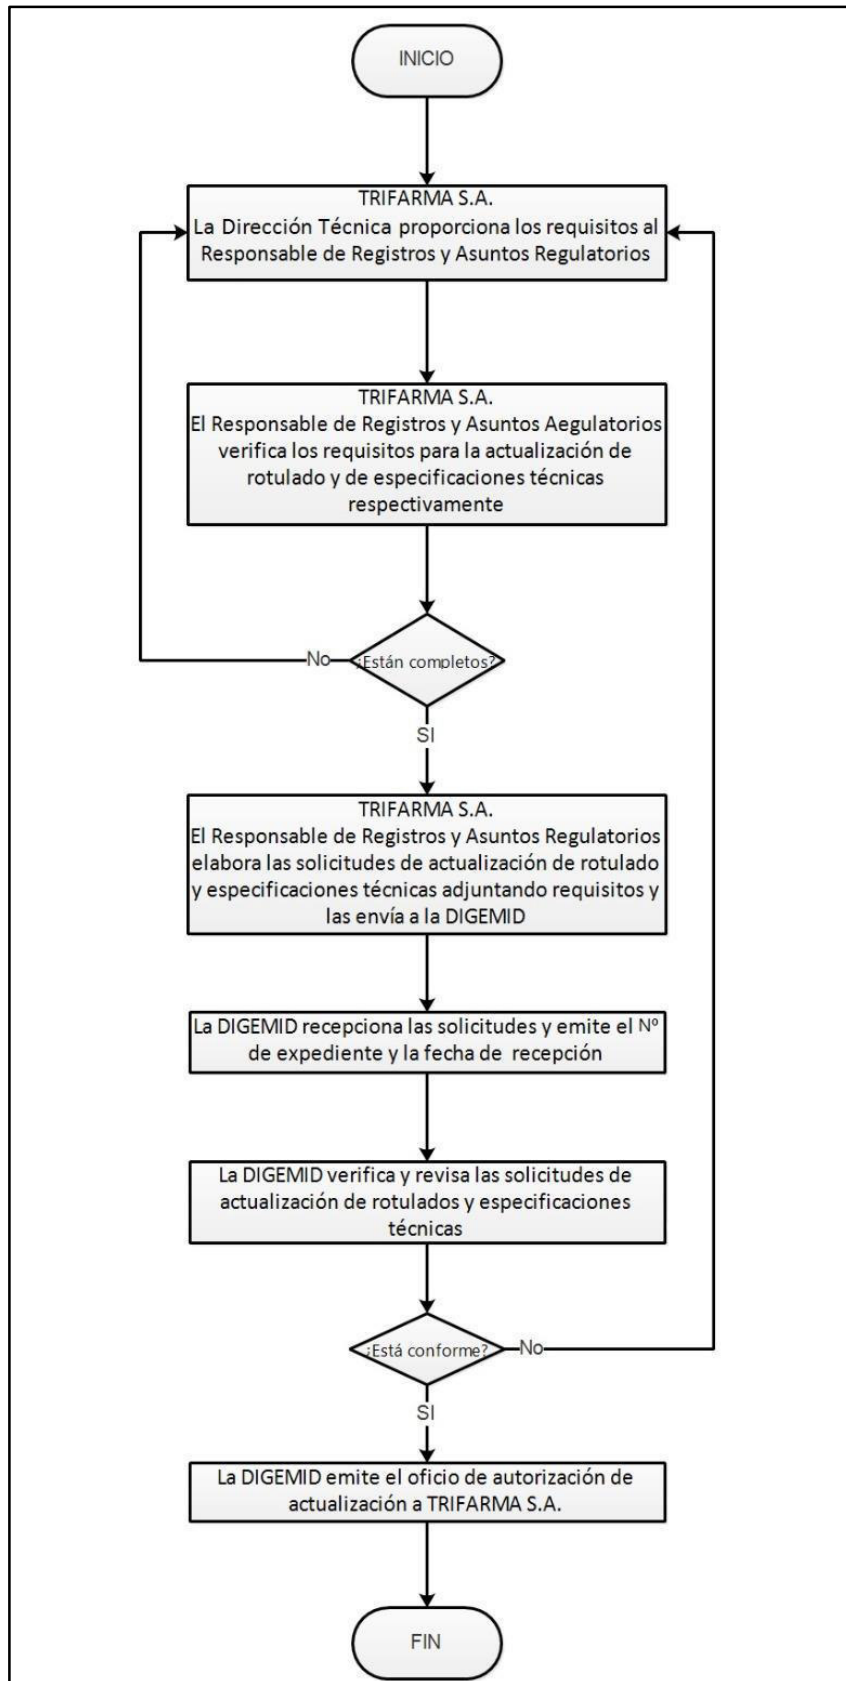 INICIO
TRIFARMA S.A.
La Dirección Técnica proporciona los requisitos al
Responsable de Registros y Asuntos Regulatorios
TRIFARMA S.A.
El Responsable de Registros y Asuntos Aegulatorios
verifica los requisitos para la actualización de
rotulado y de especificaciones técnicas
respectivamente
No
¿Están completos?
SI
TRIFARMA S.A.
El Responsable de Registros y Asuntos Regulatorios
elabora las solicitudes de actualización de rotulado
y especificaciones técnicas adjuntando requisitos y
las envía a la DIGEMID
La DIGEMID recepciona las solicitudes y emite el Nº
de expediente y la fecha de recepción
La DIGEMID verifica y revisa las solicitudes de
actualización de rotulados y especificaciones
técnicas
¿Está conforme?
No
SI
La DIGEMID emite el oficio de autorización de
actualización a TRIFARMA S.A.
FIN